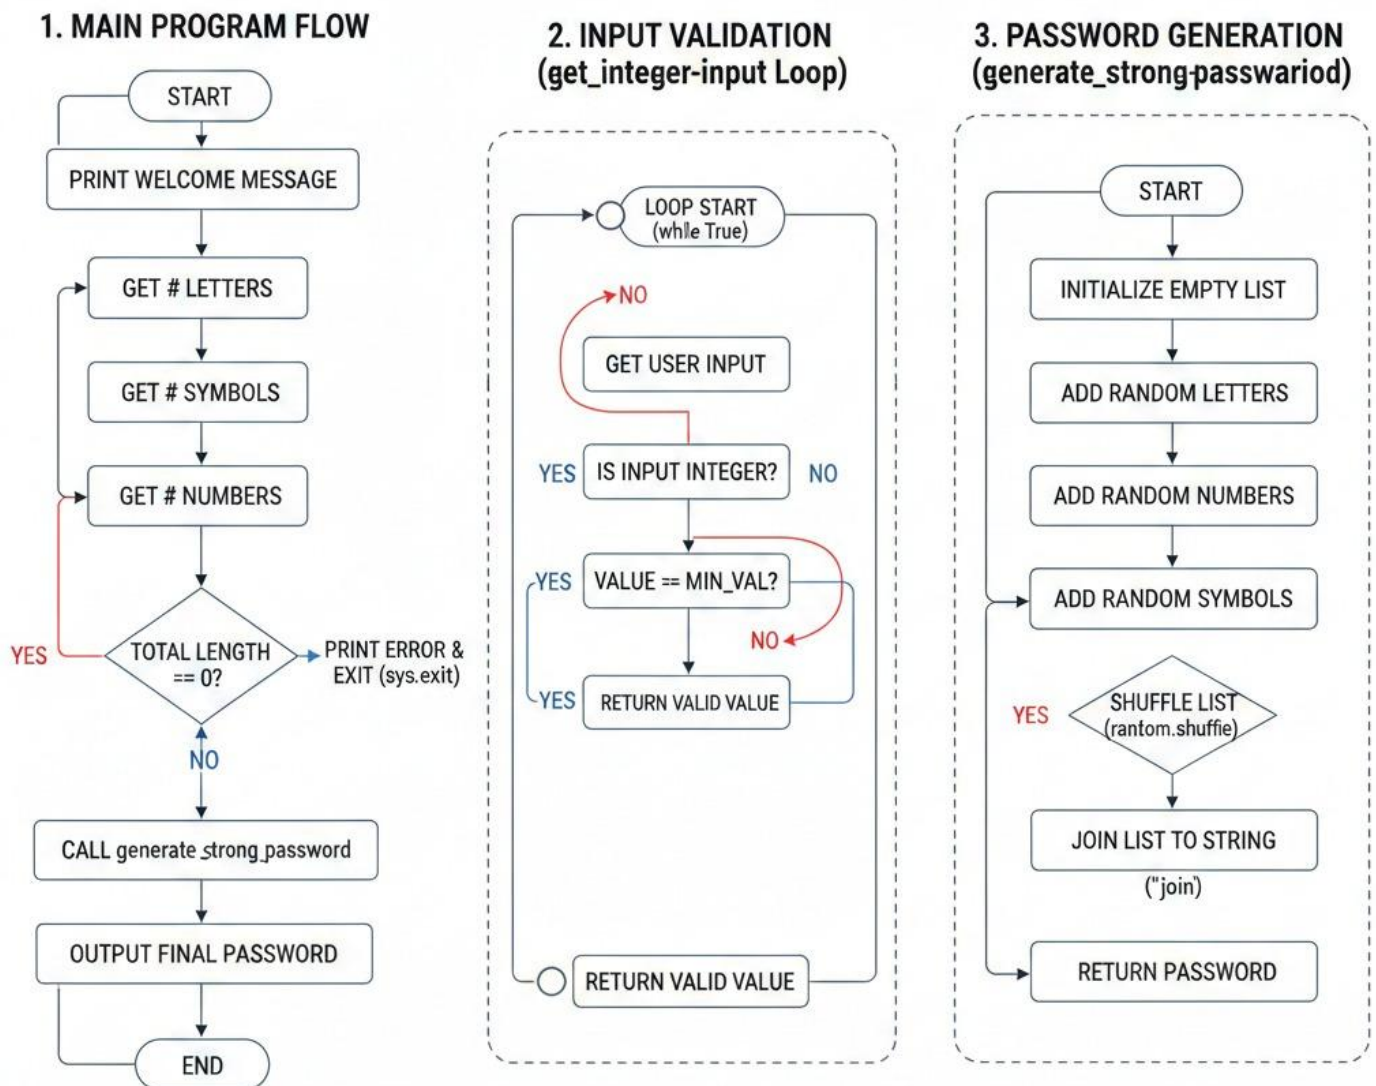 1. MAIN PROGRAM FLOW
START
PRINT WELCOME MESSAGE
GET # LETTERS
GET # SYMBOLS
GET # NUMBERS
YES
TOTAL LENGTH
== 0?
PRINT ERROR &
EXIT (sys.exit)
NO
CALL generate_strong_password
OUTPUT FINAL PASSWORD
END
2. INPUT VALIDATION
(get_integer-input Loop)
LOOP START
(while True)
NO
GET USER INPUT
YES
IS INPUT INTEGER?
NO
YES
VALUE == MIN_VAL?
NO
YES
RETURN VALID VALUE
RETURN VALID VALUE
3. PASSWORD GENERATION
(generate_strong-passwariod)
START
INITIALIZE EMPTY LIST
ADD RANDOM LETTERS
ADD RANDOM NUMBERS
ADD RANDOM SYMBOLS
YES
SHUFFLE LIST
(rantom.shuffie)
JOIN LIST TO STRING
("join')
RETURN PASSWORD